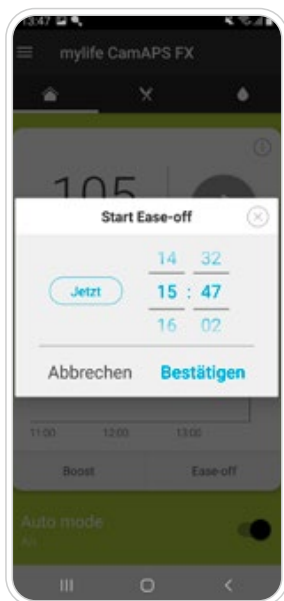 13:47
mylife CamAPS FX
105
Start Ease-off
14 32
Jetzt
15 : 47
16 02
Abbrechen Bestätigen
11:00 12:00 13:00
Boost Ease-off
Auto mode
An